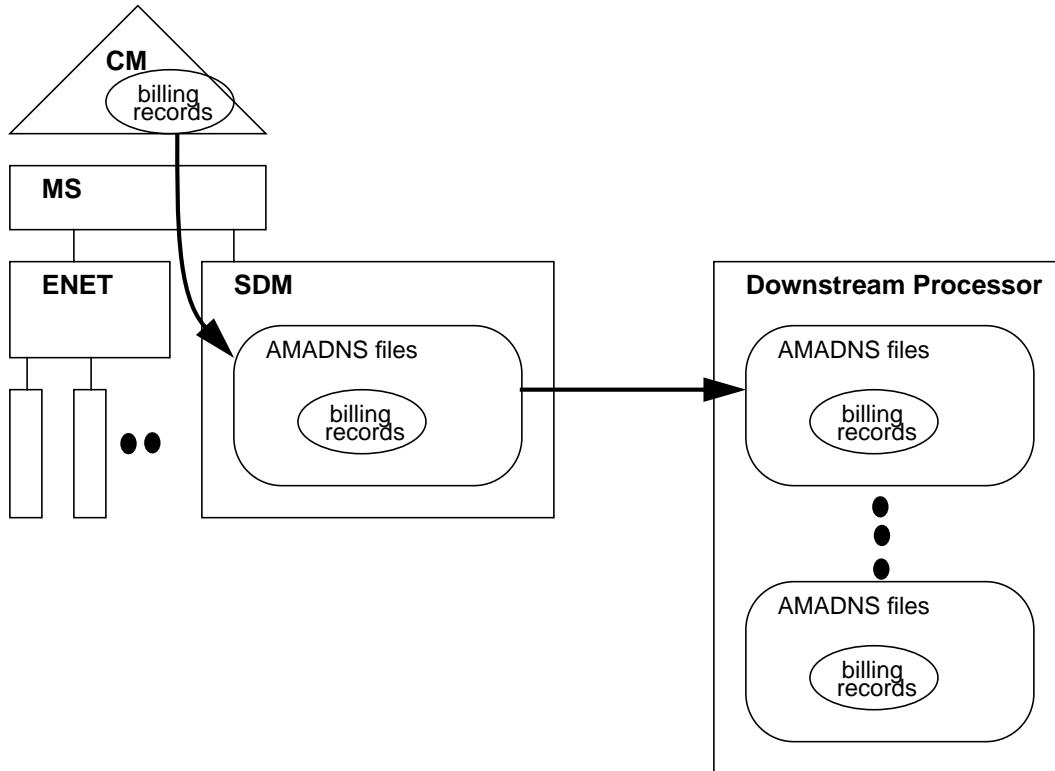 CM
billing
records
MS
ENET
SDM
AMADNS files
billing
records
Downstream Processor
AMADNS files
billing
records
AMADNS files
billing
records